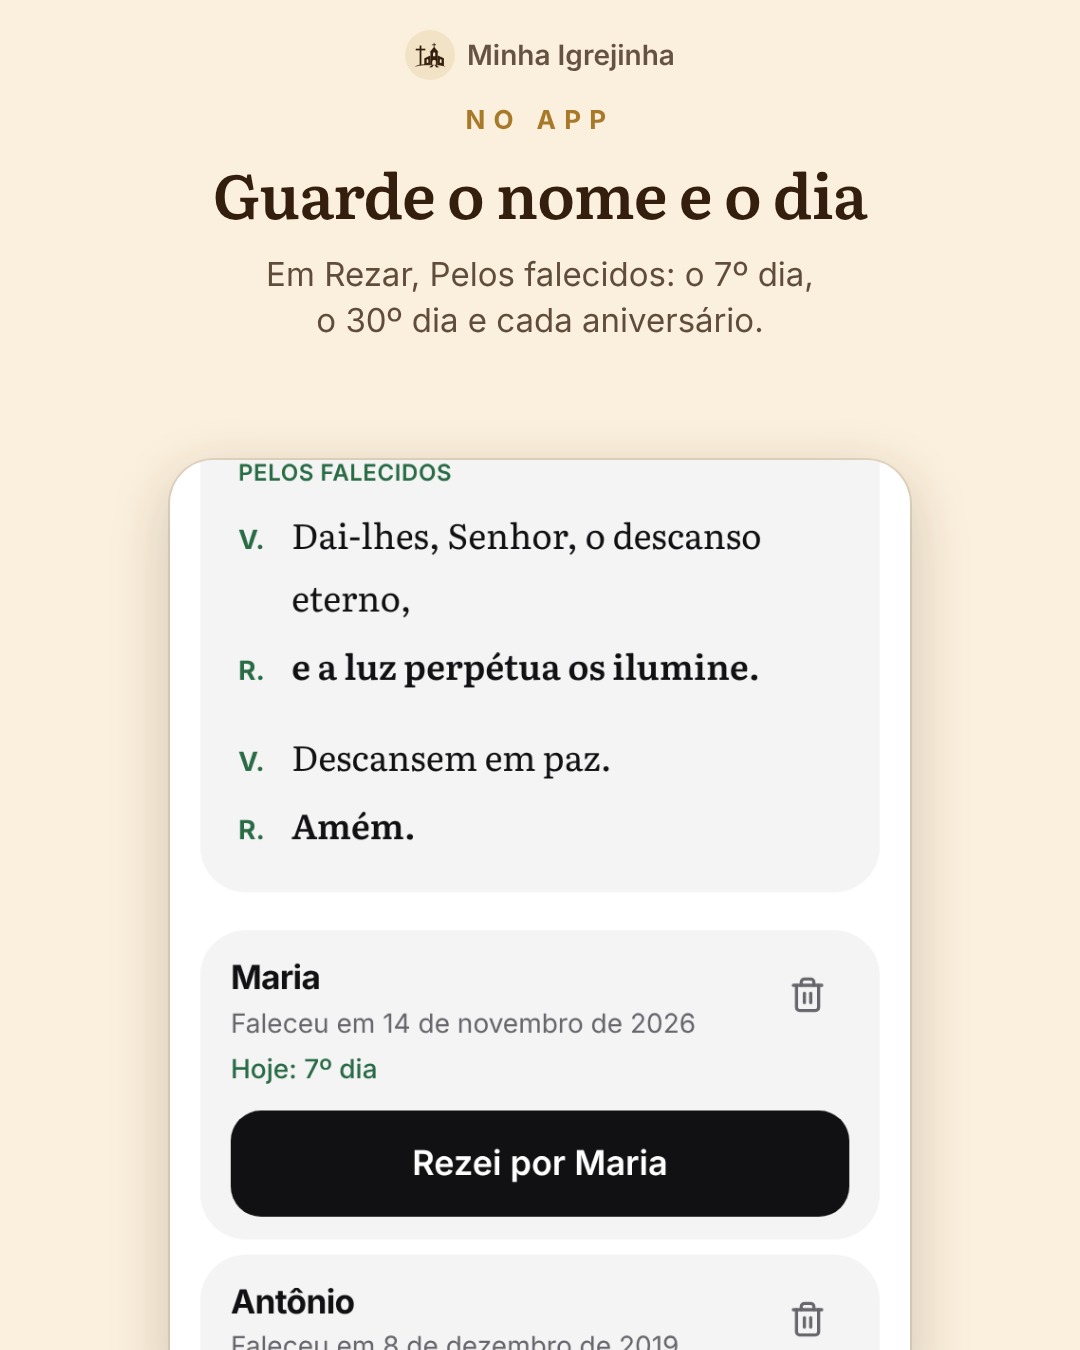 Minha Igrejinha
NO APP
Guarde o nome e o dia
Em Rezar, Pelos falecidos: o 7º dia,
o 30º dia e cada aniversário.
PELOS FALECIDOS
V. Dai-lhes, Senhor, o descanso
eterno,
R. e a luz perpétua os ilumine.
V. Descansem em paz.
R. Amém.
Maria
Faleceu em 14 de novembro de 2026
Hoje: 7º dia
Rezei por Maria
Antônio
Faleceu em 8 de dezembro de 2019